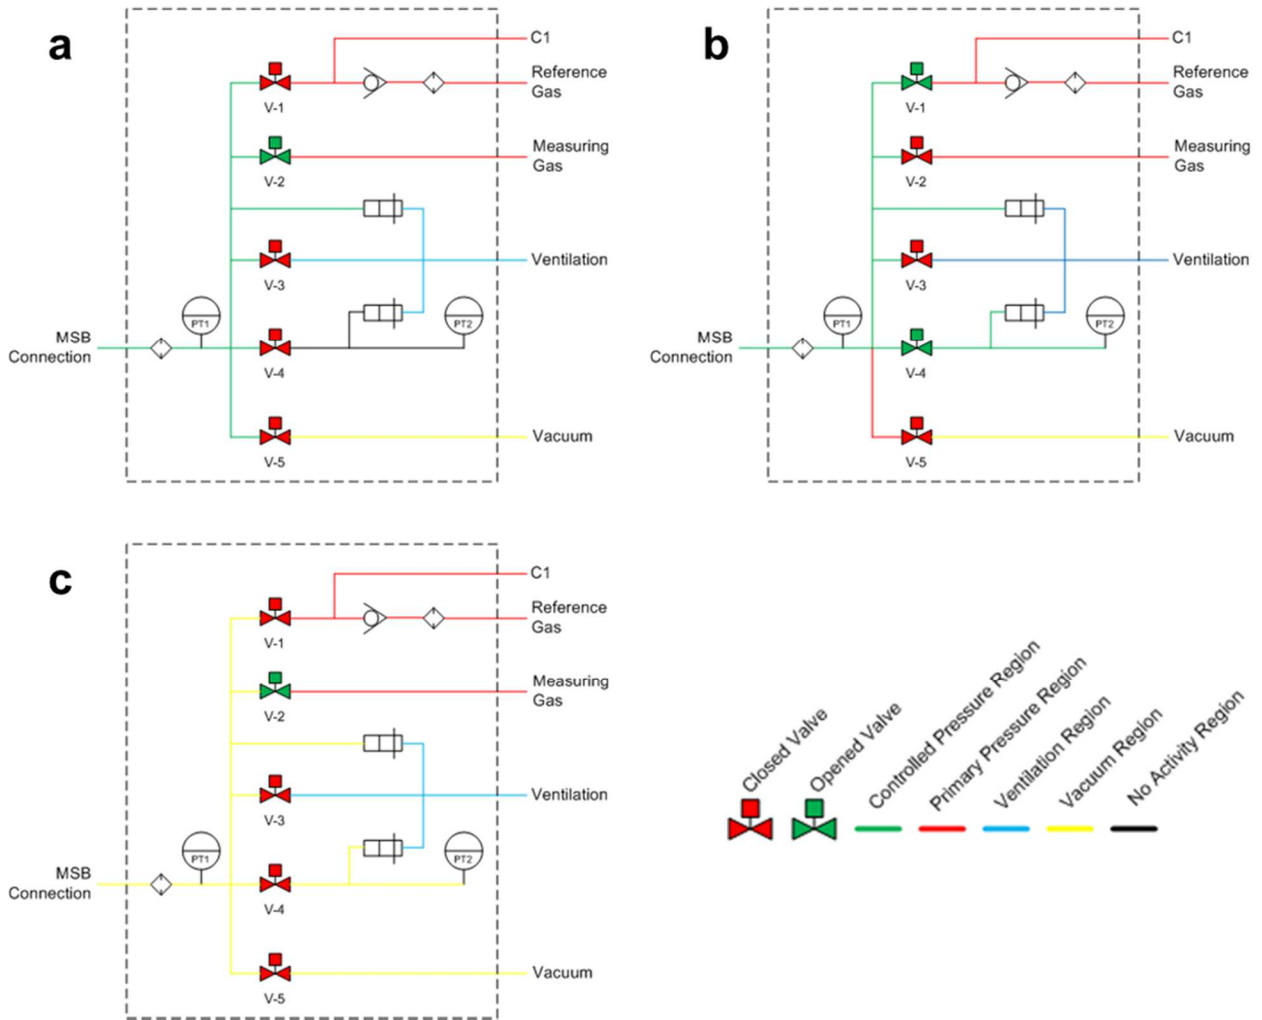 a
C1
V-1
Reference
Gas
V-2
Measuring
Gas
V-3
Ventilation
PT1
PT2
MSB
Connection
V-4
V-5
Vacuum
b
C1
V-1
Reference
Gas
V-2
Measuring
Gas
V-3
Ventilation
PT1
PT2
MSB
Connection
V-4
V-5
Vacuum
c
C1
V-1
Reference
Gas
V-2
Measuring
Gas
V-3
Ventilation
PT1
PT2
MSB
Connection
V-4
V-5
Vacuum
Closed Valve
Opened Valve
Controlled Pressure Region
Primary Pressure Region
Ventilation Region
Vacuum Region
No Activity Region